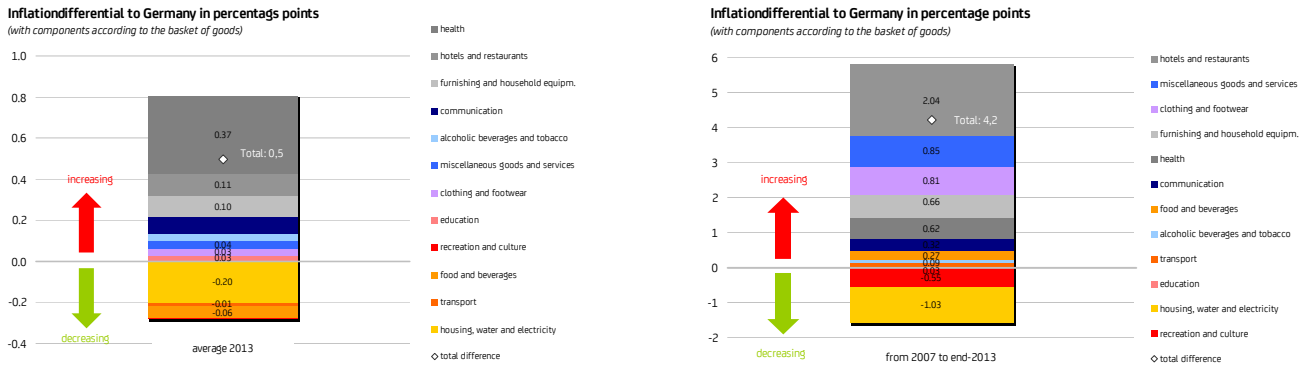 Inflationdifferential to Germany in percentags points
(with components according to the basket of goods)
1.0
0.8
0.6
0.4
0.2
0.0
-0.2
-0.4
increasing
decreasing
0.37
Total: 0,5
0.11
0.10
0.04
0.03
0.03
-0.20
-0.01
-0.06
average 2013
health
hotels and restaurants
furnishing and household equipm.
communication
alcoholic beverages and tobacco
miscellaneous goods and services
clothing and footwear
education
recreation and culture
food and beverages
transport
housing, water and electricity
total difference
Inflationdifferential to Germany in percentage points
(with components according to the basket of goods)
6
5
4
3
2
1
0
-1
-2
increasing
decreasing
2.04
Total: 4,2
0.85
0.81
0.66
0.62
0.27
0.09
0.03
-0.55
-1.03
from 2007 to end-2013
hotels and restaurants
miscellaneous goods and services
clothing and footwear
furnishing and household equipm.
health
communication
food and beverages
alcoholic beverages and tobacco
transport
education
housing, water and electricity
recreation and culture
total difference